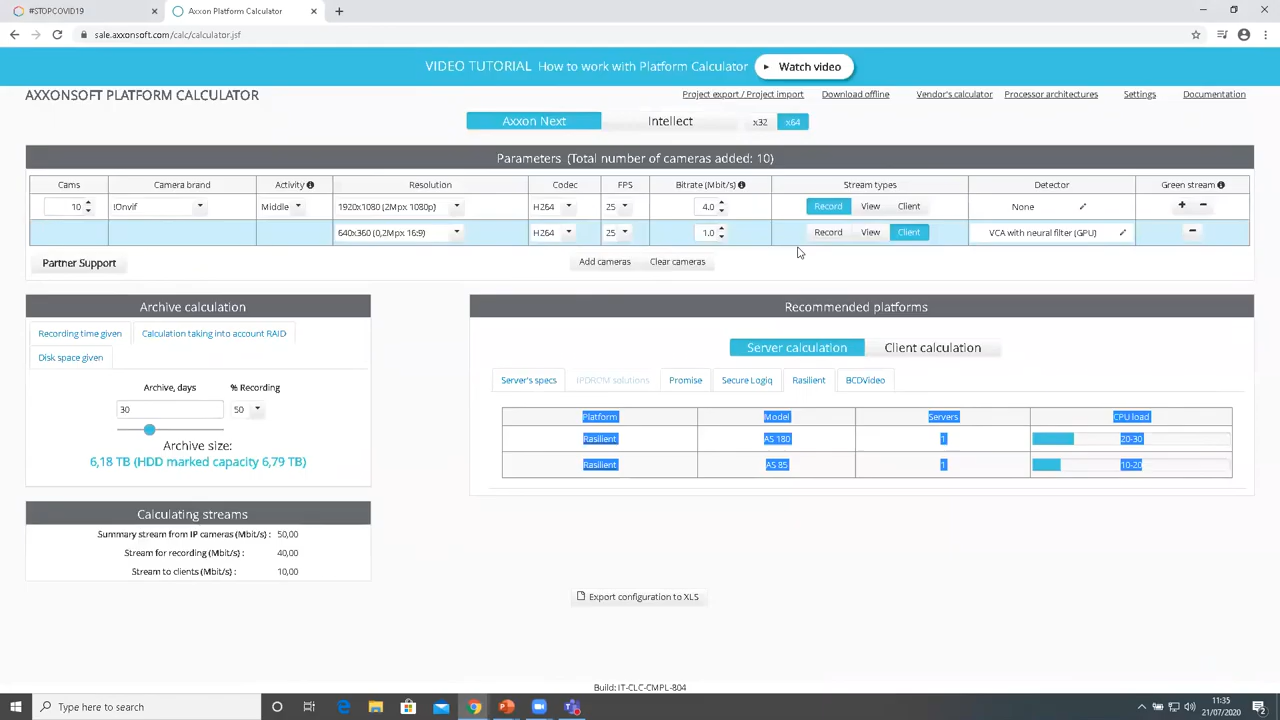 #STOPCOVID19
Axxon Platform Calculator
sale.axxonsoft.com/calc/calculator.jsf
VIDEO TUTORIAL How to work with Platform Calculator Watch video
AXXONSOFT PLATFORM CALCULATOR
Project export / Project import Download offline Vendor's calculator Processor architectures Settings Documentation
Axxon Next Intellect x32 x64
Parameters (Total number of cameras added: 10)
Cams Camera brand Activity Resolution Codec FPS Bitrate (Mbit/s) Stream types Detector Green stream
10 !Onvif Middle 1920x1080 (2Mpx 1080p) H264 25 4.0 Record View Client None
640x360 (0,2Mpx 16:9) H264 25 1.0 Record View Client VCA with neural filter (GPU)
Partner Support Add cameras Clear cameras
Archive calculation
Recording time given Calculation taking into account RAID
Disk space given
Archive, days % Recording
30 50
Archive size:
6,18 TB (HDD marked capacity 6,79 TB)
Recommended platforms
Server calculation Client calculation
Server's specs IPDROM solutions Promise Secure Logiq Rasilient BCDVideo
Platform Model Servers CPU load
Rasilient AS 180 1 20-30
Rasilient AS 85 1 10-20
Calculating streams
Summary stream from IP cameras (Mbit/s) : 50,00
Stream for recording (Mbit/s) : 40,00
Stream to clients (Mbit/s) : 10,00
Export configuration to XLS
Build: IT-CLC-CMPL-804
Type here to search
11:35
21/07/2020
2